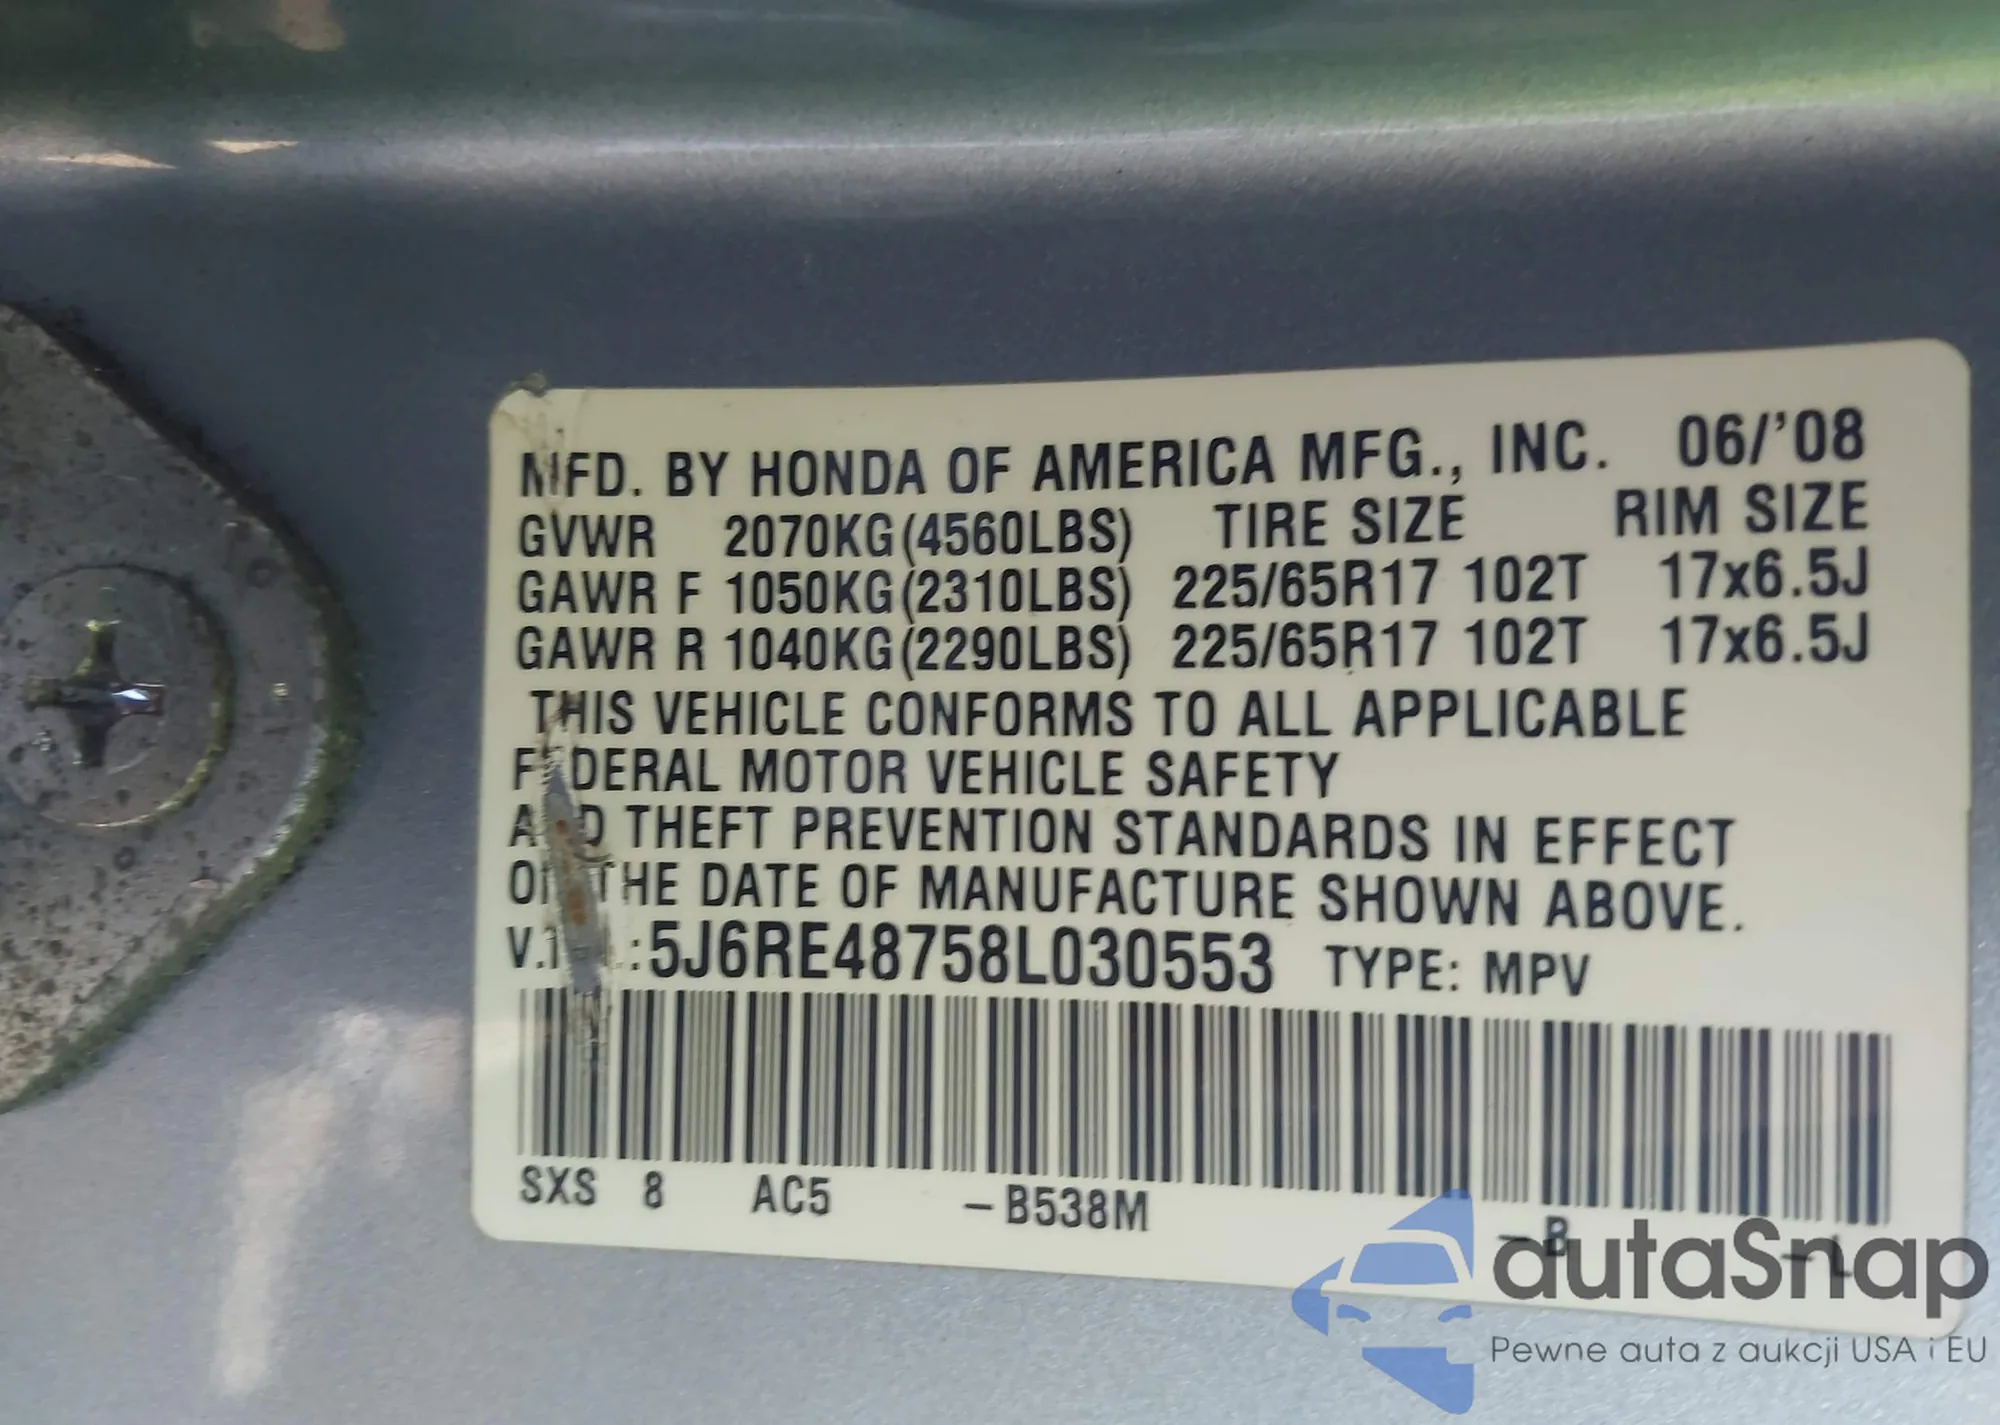 MFD. BY HONDA OF AMERICA MFG., INC. 06/'08
GVWR 2070KG(4560LBS) TIRE SIZE RIM SIZE
GAWR F 1050KG(2310LBS) 225/65R17 102T 17x6.5J
GAWR R 1040KG(2290LBS) 225/65R17 102T 17x6.5J
THIS VEHICLE CONFORMS TO ALL APPLICABLE
FEDERAL MOTOR VEHICLE SAFETY
AND THEFT PREVENTION STANDARDS IN EFFECT
ON THE DATE OF MANUFACTURE SHOWN ABOVE.
V.I.N.:5J6RE48758L030553 TYPE: MPV
SXS 8 AC5 -B538M -B -L
autaSnap
Pewne auta z aukcji USA i EU